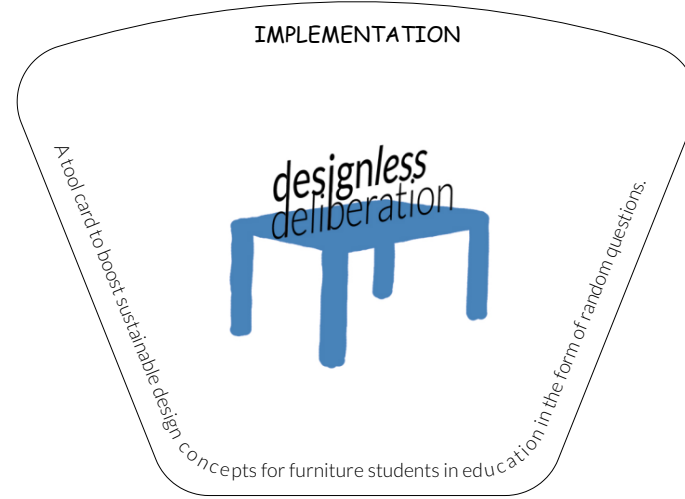 IMPLEMENTATION
designless
deliberation
A tool card to boost sustainable design concepts for furniture students in education in the form of random questions.